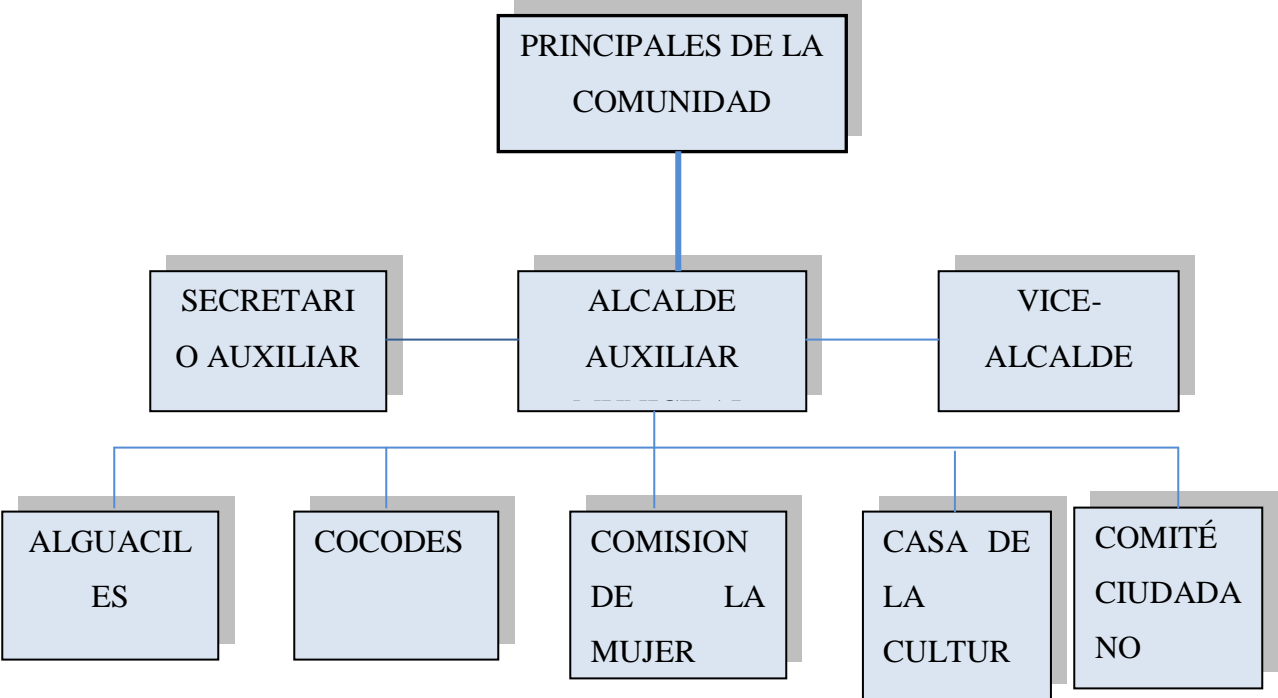 PRINCIPALES DE LA
COMUNIDAD
SECRETARI
O AUXILIAR
ALCALDE
AUXILIAR
VICE-
ALCALDE
ALGUACIL
ES
COCODES
COMISION
DE LA
MUJER
CASA DE
LA
CULTUR
COMITÉ
CIUDADA
NO